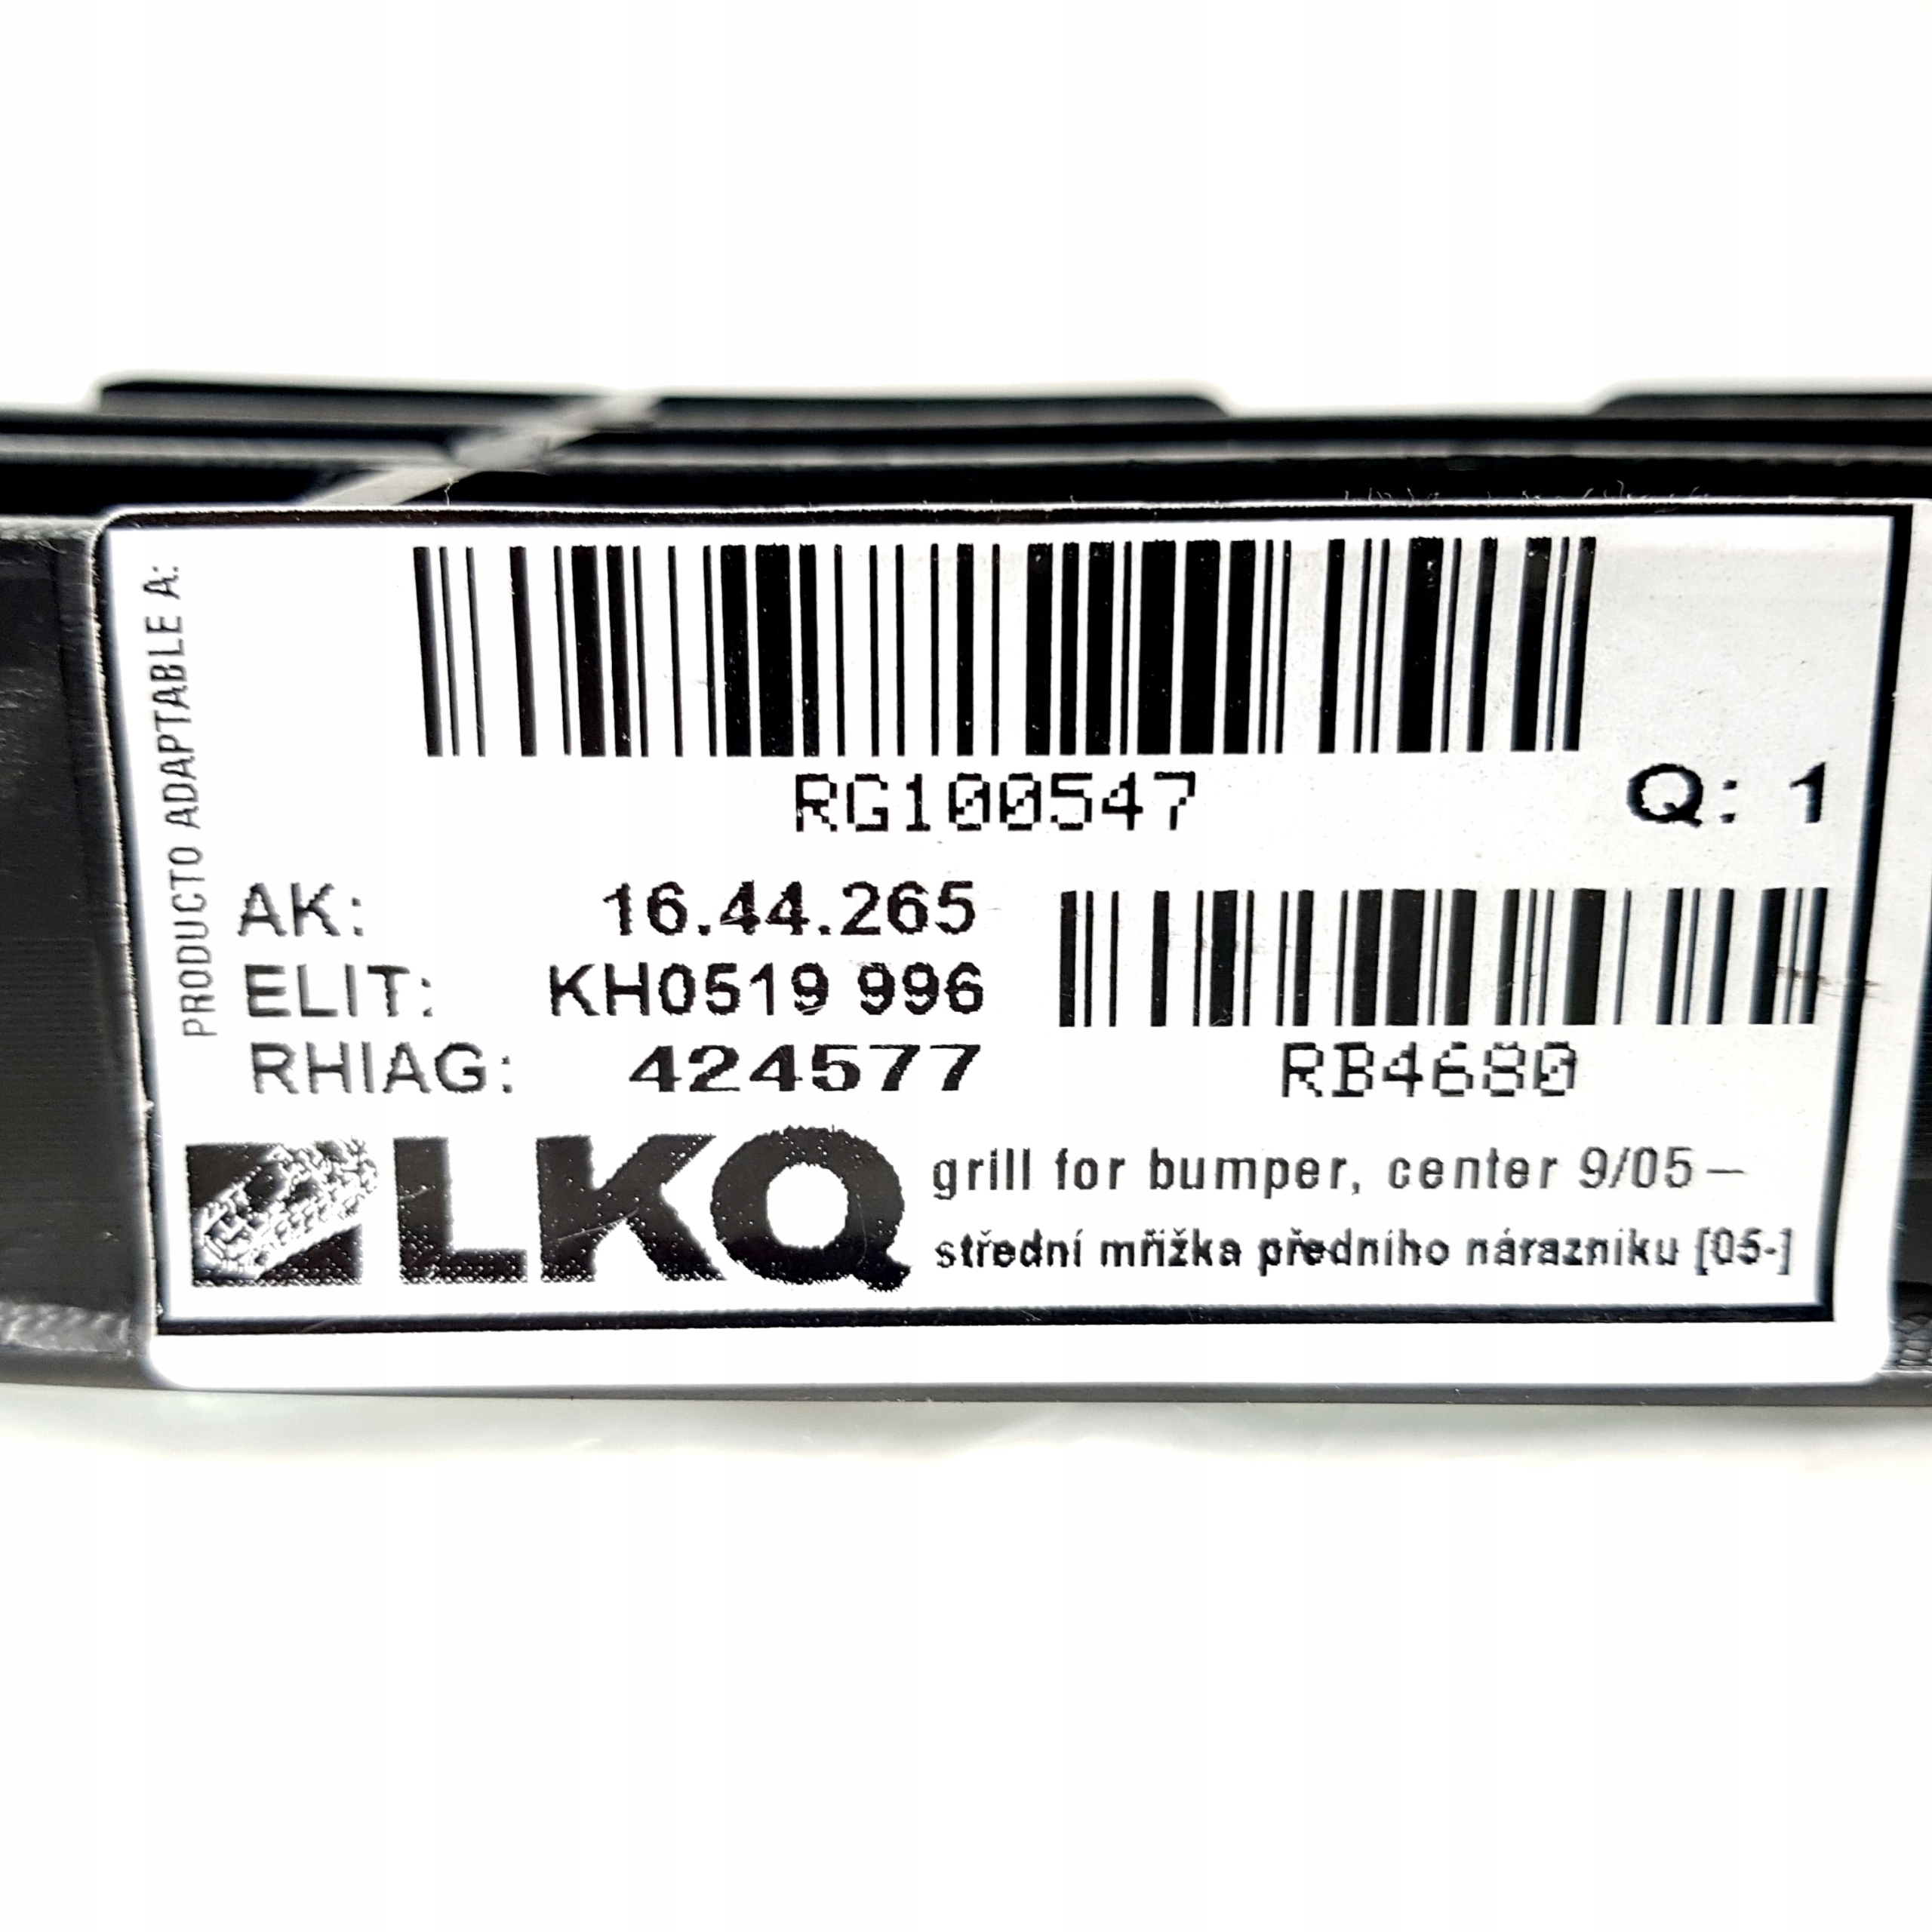 PRODUCTO ADAPTABLE A:
RG100547
Q: 1
AK: 16.44.265
ELIT: KH0519 996
RHIAG: 424577
RB4680
LKQ
grill for bumper, center 9/05–
střední mřížka předního nárazníku [05-]